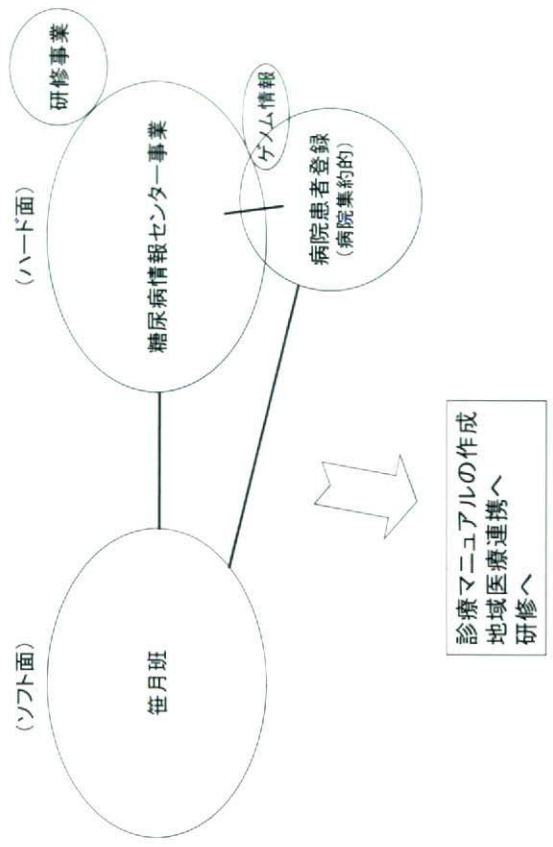 (ソフト面)
(ハード面)
笹月班
糖尿病情報センター事業
研修事業
ゲノム情報
病院患者登録
(病院集約的)
診療マニュアルの作成
地域医療連携へ
研修へ